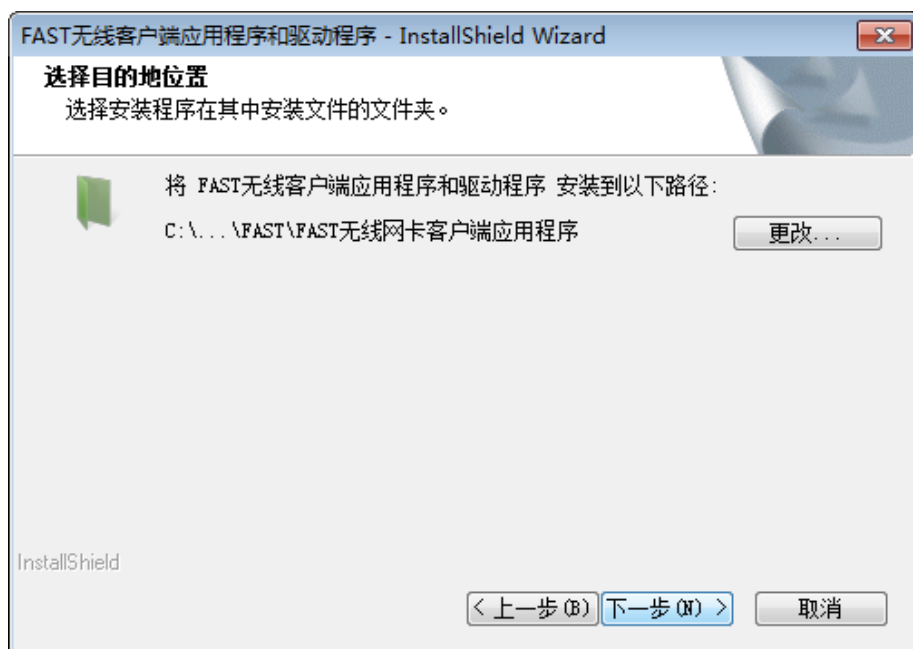 FAST无线客户端应用程序和驱动程序 - InstallShield Wizard
选择目的地位置
选择安装程序在其中安装文件的文件夹。
将 FAST无线客户端应用程序和驱动程序 安装到以下路径:
C:\...\FAST\FAST无线网卡客户端应用程序
更改...
InstallShield
< 上一步(B)
下一步(N) >
取消